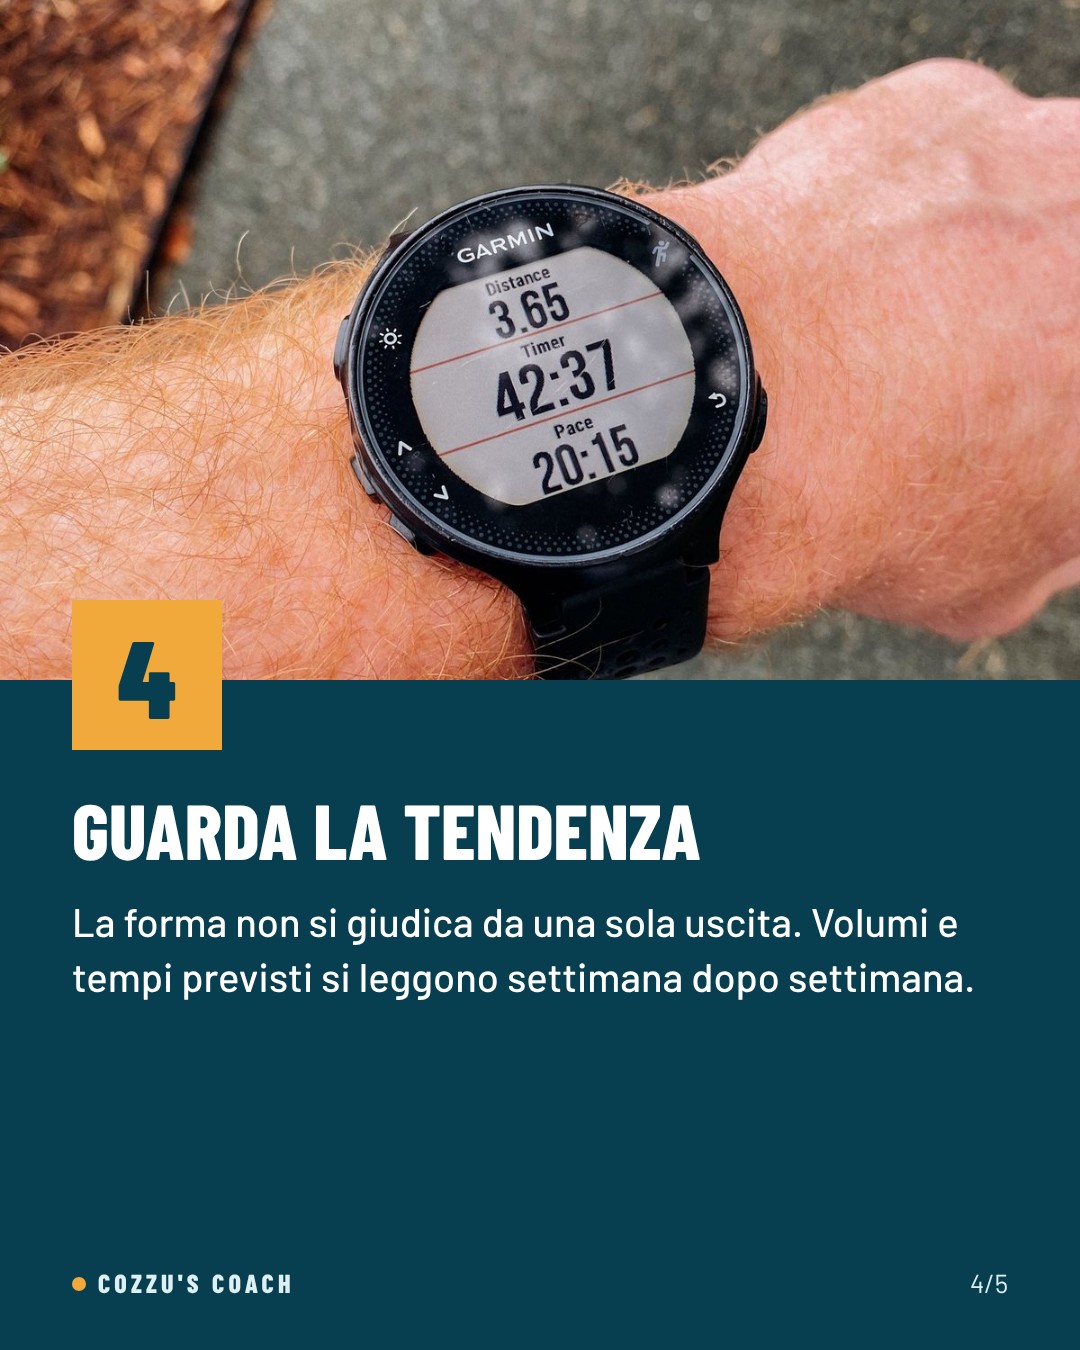 GARMIN
Distance
3.65
Timer
42:37
Pace
20:15
4
GUARDA LA TENDENZA
La forma non si giudica da una sola uscita. Volumi e
tempi previsti si leggono settimana dopo settimana.
COZZU'S COACH
4/5